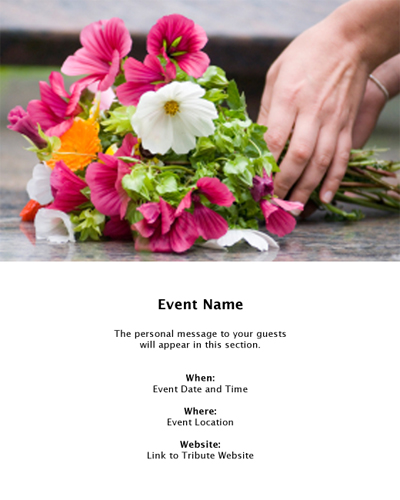 Event Name
The personal message to your guests
will appear in this section.
When:
Event Date and Time
Where:
Event Location
Website:
Link to Tribute Website